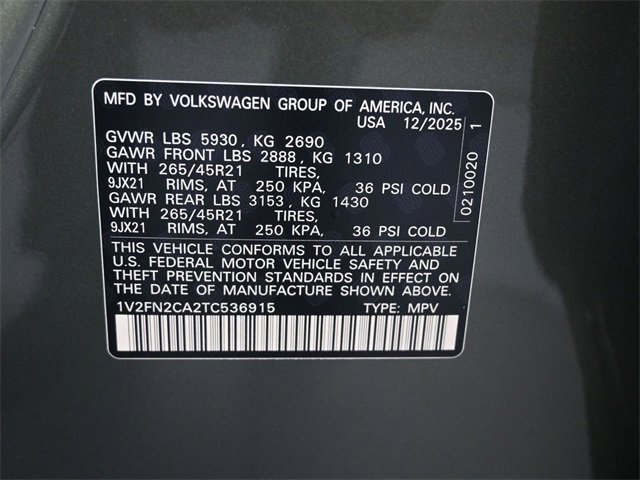 MFD BY VOLKSWAGEN GROUP OF AMERICA, INC.
USA 12/2025
GVWR LBS 5930, KG 2690
GAWR FRONT LBS 2888, KG 1310
WITH 265/45R21 TIRES,
9JX21 RIMS, AT 250 KPA, 36 PSI COLD
GAWR REAR LBS 3153, KG 1430
WITH 265/45R21 TIRES,
9JX21 RIMS, AT 250 KPA, 36 PSI COLD
THIS VEHICLE CONFORMS TO ALL APPLICABLE
U.S. FEDERAL MOTOR VEHICLE SAFETY AND
THEFT PREVENTION STANDARDS IN EFFECT ON
THE DATE OF MANUFACTURE SHOWN ABOVE.
1V2FN2CA2TC536915 TYPE: MPV
0210020 1